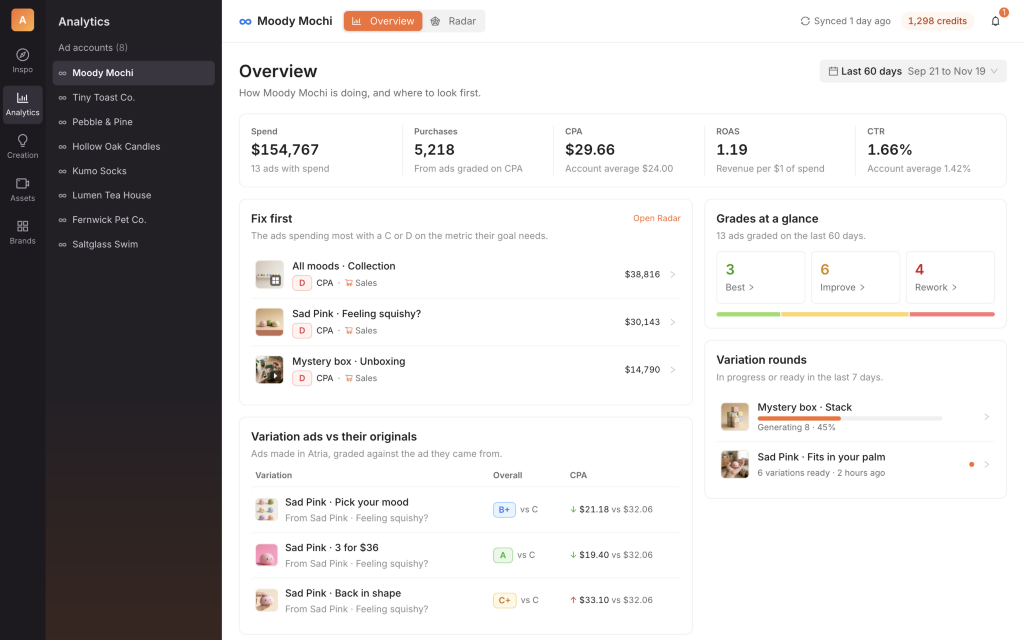 A
Inspo
Analytics
Creation
Assets
Brands
Analytics
Ad accounts (8)
Moody Mochi
Tiny Toast Co.
Pebble & Pine
Hollow Oak Candles
Kumo Socks
Lumen Tea House
Fernwick Pet Co.
Saltglass Swim
Moody Mochi
Overview
Radar
Synced 1 day ago
1,298 credits
1
Overview
How Moody Mochi is doing, and where to look first.
Last 60 days Sep 21 to Nov 19
Spend
$154,767
13 ads with spend
Purchases
5,218
From ads graded on CPA
CPA
$29.66
Account average $24.00
ROAS
1.19
Revenue per $1 of spend
CTR
1.66%
Account average 1.42%
Fix first
Open Radar
The ads spending most with a C or D on the metric their goal needs.
All moods · Collection
D CPA · Sales
$38,816
Sad Pink · Feeling squishy?
D CPA · Sales
$30,143
Mystery box · Unboxing
D CPA · Sales
$14,790
Grades at a glance
13 ads graded on the last 60 days.
3
Best >
6
Improve >
4
Rework >
Variation rounds
In progress or ready in the last 7 days.
Mystery box · Stack
Generating 8 · 45%
Sad Pink · Fits in your palm
6 variations ready · 2 hours ago
Variation ads vs their originals
Ads made in Atria, graded against the ad they came from.
Variation Overall CPA
Sad Pink · Pick your mood
From Sad Pink · Feeling squishy?
B+ vs C
↓ $21.18 vs $32.06
Sad Pink · 3 for $36
From Sad Pink · Feeling squishy?
A vs C
↓ $19.40 vs $32.06
Sad Pink · Back in shape
From Sad Pink · Feeling squishy?
C+ vs C
↑ $33.10 vs $32.06